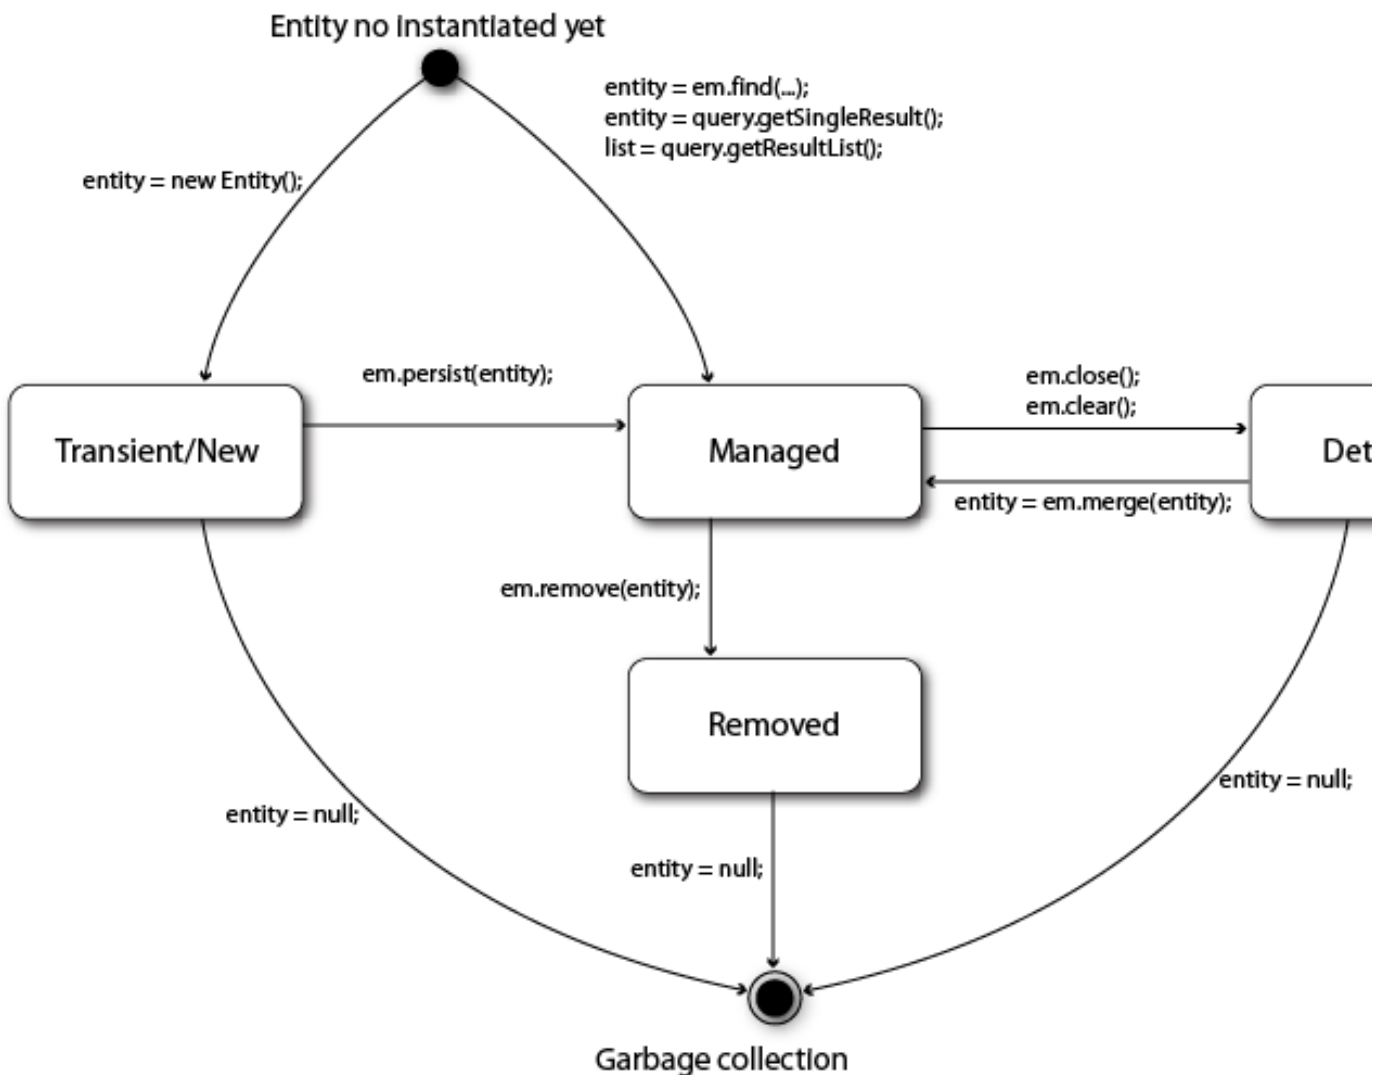 Entity no instantiated yet
entity = em.find(...);
entity = query.getSingleResult();
list = query.getResultList();
entity = new Entity();
em.persist(entity);
em.close();
em.clear();
Transient/New
Managed
Det
entity = em.merge(entity);
em.remove(entity);
Removed
entity = null;
entity = null;
entity = null;
Garbage collection